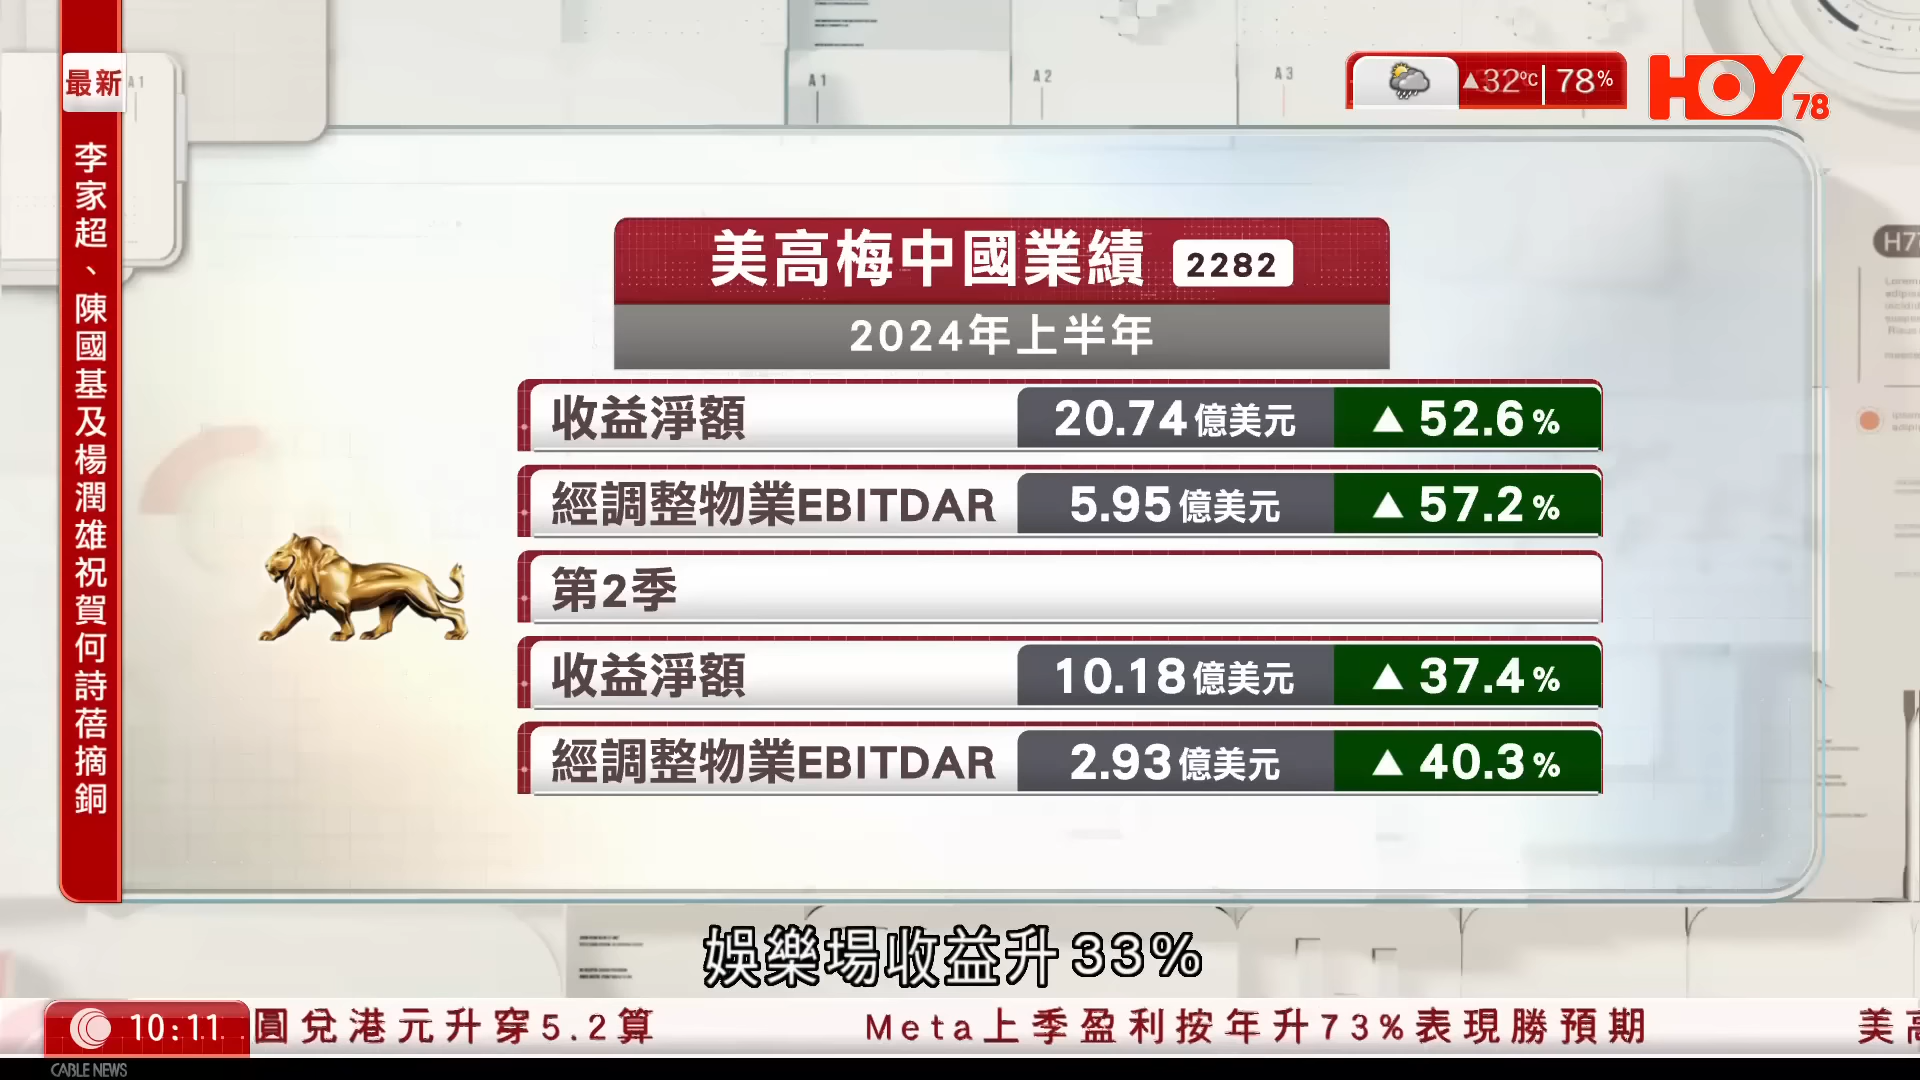 最新
A1
A1
A2
A3
32°C
78%
HOY
78
李家超、陳國基及楊潤雄祝賀何詩蓓摘銅
美高梅中國業績 2282
2024年上半年
收益淨額 20.74億美元 ▲ 52.6%
經調整物業EBITDAR 5.95億美元 ▲ 57.2%
第2季
收益淨額 10.18億美元 ▲ 37.4%
經調整物業EBITDAR 2.93億美元 ▲ 40.3%
娛樂場收益升33%
10:11
圓兌港元升穿5.2算 Meta上季盈利按年升73%表現勝預期 美高
CABLE NEWS